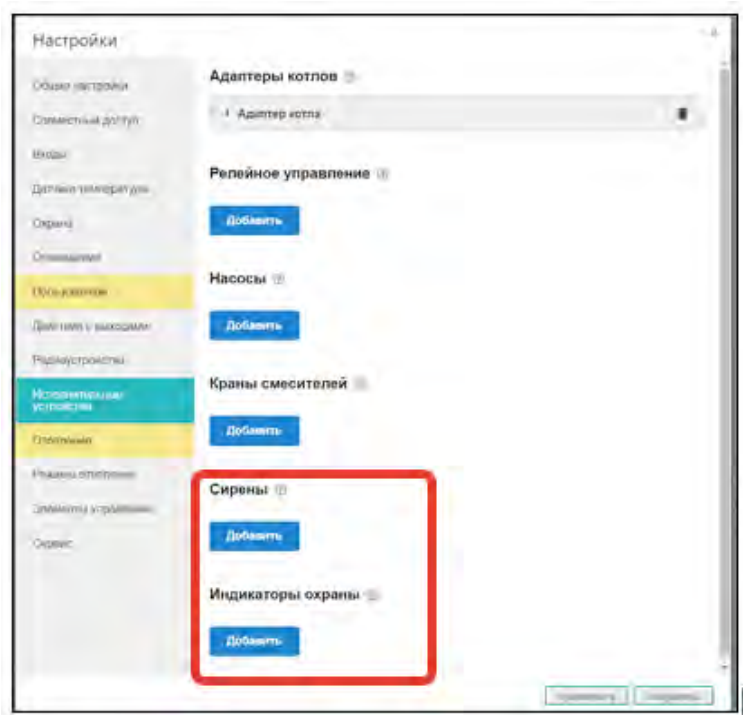 Настройки
Общие настройки
Совместный доступ
Входы
Датчики температуры
Охрана
Оповещения
Пользователи
Действия с выходами
Радиоустройства
Исполнительные
устройства
Отопление
Режимы отопления
Элементы управления
Сервис
Адаптеры котлов
Адаптер котла
Релейное управление
Добавить
Насосы
Добавить
Краны смесителей
Добавить
Сирены
Добавить
Индикаторы охраны
Добавить